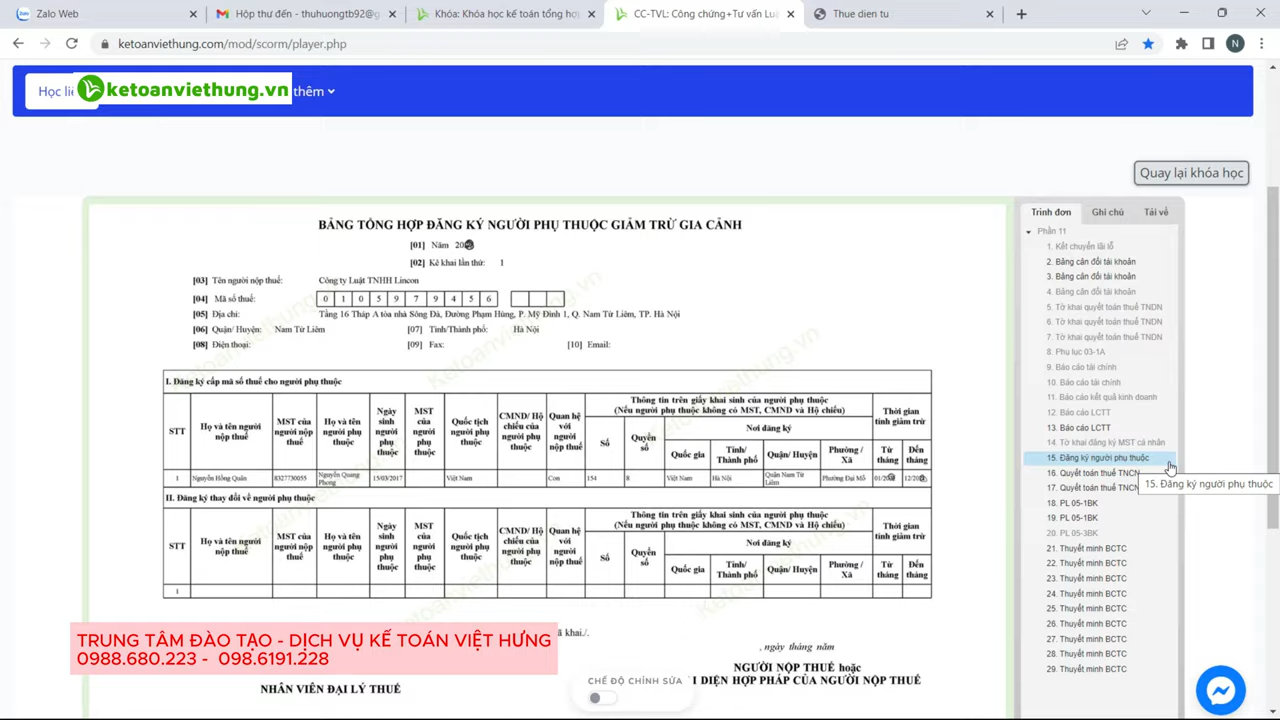 Zalo Web
Hộp thư đến - thuhuongtb92@g
Khóa: Khóa học kế toán tổng hợ
CC-TVL: Công chứng+Tư vấn Lu
Thue dien tu
ketoanviethung.vn/mod/scorm/player.php
N
Học li
ketoanviethung.vn
thêm
Quay lại khóa học
BẢNG TỔNG HỢP ĐĂNG KÝ NGƯỜI PHỤ THUỘC GIẢM TRỪ GIA CẢNH
[01] Năm 20
[02] Kê khai lần thứ: 1
[03] Tên người nộp thuế: Công ty Luật TNHH Lincon
[04] Mã số thuế: 0 1 0 5 9 7 9 4 5 6
[05] Địa chỉ: Tầng 16 Tháp A tòa nhà Sông Đà, Đường Phạm Hùng, P. Mỹ Đình 1, Q. Nam Từ Liêm, TP. Hà Nội
[06] Quận/ Huyện: Nam Từ Liêm [07] Tỉnh/Thành phố: Hà Nội
[08] Điện thoại: [09] Fax: [10] Email:
I. Đăng ký cấp mã số thuế cho người phụ thuộc
STT
Họ và tên người nộp thuế
MST của người nộp thuế
Họ và tên người phụ thuộc
Ngày sinh người phụ thuộc
MST của người phụ thuộc
Quốc tịch người phụ thuộc
CMND/ Hộ chiếu của người phụ thuộc
Quan hệ với người nộp thuế
Thông tin trên giấy khai sinh của người phụ thuộc
(Nếu người phụ thuộc không có MST, CMND và Hộ chiếu)
Số
Quyển số
Nơi đăng ký
Quốc gia
Tỉnh/ Thành phố
Quận/ Huyện
Phường / Xã
Thời gian tính giảm trừ
Từ tháng
Đến tháng
1 Nguyễn Hồng Quân 8327730055 Nguyễn Quang Phong 15/03/2017 Việt Nam Con 154 8 Việt Nam Hà Nội Quận Nam Từ Liêm Phường Đại Mỗ 01/20 12/20
II. Đăng ký thay đổi về người phụ thuộc
STT
Họ và tên người nộp thuế
MST của người nộp thuế
Họ và tên người phụ thuộc
Ngày sinh người phụ thuộc
MST của người phụ thuộc
Quốc tịch người phụ thuộc
CMND/ Hộ chiếu của người phụ thuộc
Quan hệ với người nộp thuế
Thông tin trên giấy khai sinh của người phụ thuộc
(Nếu người phụ thuộc không có MST, CMND và Hộ chiếu)
Số
Quyển số
Nơi đăng ký
Quốc gia
Tỉnh/ Thành phố
Quận/ Huyện
Phường / Xã
Thời gian tính giảm trừ
Từ tháng
Đến tháng
1
khai./.
, ngày tháng năm
NGƯỜI NỘP THUẾ hoặc
DIỆN HỢP PHÁP CỦA NGƯỜI NỘP THUẾ
NHÂN VIÊN ĐẠI LÝ THUẾ
TRUNG TÂM ĐÀO TẠO - DỊCH VỤ KẾ TOÁN VIỆT HƯNG
0988.680.223 - 098.6191.228
CHẾ ĐỘ CHỈNH SỬA
Trình đơn
Ghi chú
Tải về
Phần 11
1. Kết chuyển lãi lỗ
2. Bảng cân đối tài khoản
3. Bảng cân đối tài khoản
4. Bảng cân đối tài khoản
5. Tờ khai quyết toán thuế TNDN
6. Tờ khai quyết toán thuế TNDN
7. Tờ khai quyết toán thuế TNDN
8. Phụ lục 03-1A
9. Báo cáo tài chính
10. Báo cáo tài chính
11. Báo cáo kết quả kinh doanh
12. Báo cáo LCTT
13. Báo cáo LCTT
14. Tờ khai đăng ký MST cá nhân
15. Đăng ký người phụ thuộc
16. Quyết toán thuế TNCN
17. Quyết toán thuế TNCN
15. Đăng ký người phụ thuộc
18. PL 05-1BK
19. PL 05-1BK
20. PL 05-3BK
21. Thuyết minh BCTC
22. Thuyết minh BCTC
23. Thuyết minh BCTC
24. Thuyết minh BCTC
25. Thuyết minh BCTC
26. Thuyết minh BCTC
27. Thuyết minh BCTC
28. Thuyết minh BCTC
29. Thuyết minh BCTC